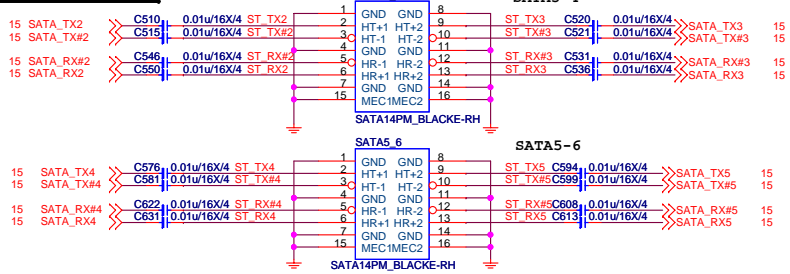 1 GND GND 8
15 SATA_TX2 C510 0.01u/16X/4 ST_TX2 2 HT+1 HT+2 9 ST_TX3 C520 0.01u/16X/4 SATA_TX3 15
15 SATA_TX#2 C515 0.01u/16X/4 ST_TX#2 3 HT-1 HT-2 10 ST_TX#3 C521 0.01u/16X/4 SATA_TX#3 15
4 GND GND 11
15 SATA_RX#2 C546 0.01u/16X/4 ST_RX#2 5 HR-1 HR-2 12 ST_RX#3 C531 0.01u/16X/4 SATA_RX#3 15
15 SATA_RX2 C550 0.01u/16X/4 ST_RX2 6 HR+1 HR+2 13 ST_RX3 C536 0.01u/16X/4 SATA_RX3 15
7 GND GND 14
15 MEC1 MEC2 16
SATA14PM_BLACKE-RH
SATA5_6 SATA5-6
1 GND GND 8
15 SATA_TX4 C576 0.01u/16X/4 ST_TX4 2 HT+1 HT+2 9 ST_TX5 C594 0.01u/16X/4 SATA_TX5 15
15 SATA_TX#4 C581 0.01u/16X/4 ST_TX#4 3 HT-1 HT-2 10 ST_TX#5 C599 0.01u/16X/4 SATA_TX#5 15
4 GND GND 11
15 SATA_RX#4 C622 0.01u/16X/4 ST_RX#4 5 HR-1 HR-2 12 ST_RX#5 C608 0.01u/16X/4 SATA_RX#5 15
15 SATA_RX4 C631 0.01u/16X/4 ST_RX4 6 HR+1 HR+2 13 ST_RX5 C613 0.01u/16X/4 SATA_RX5 15
7 GND GND 14
15 MEC1 MEC2 16
SATA14PM_BLACKE-RH